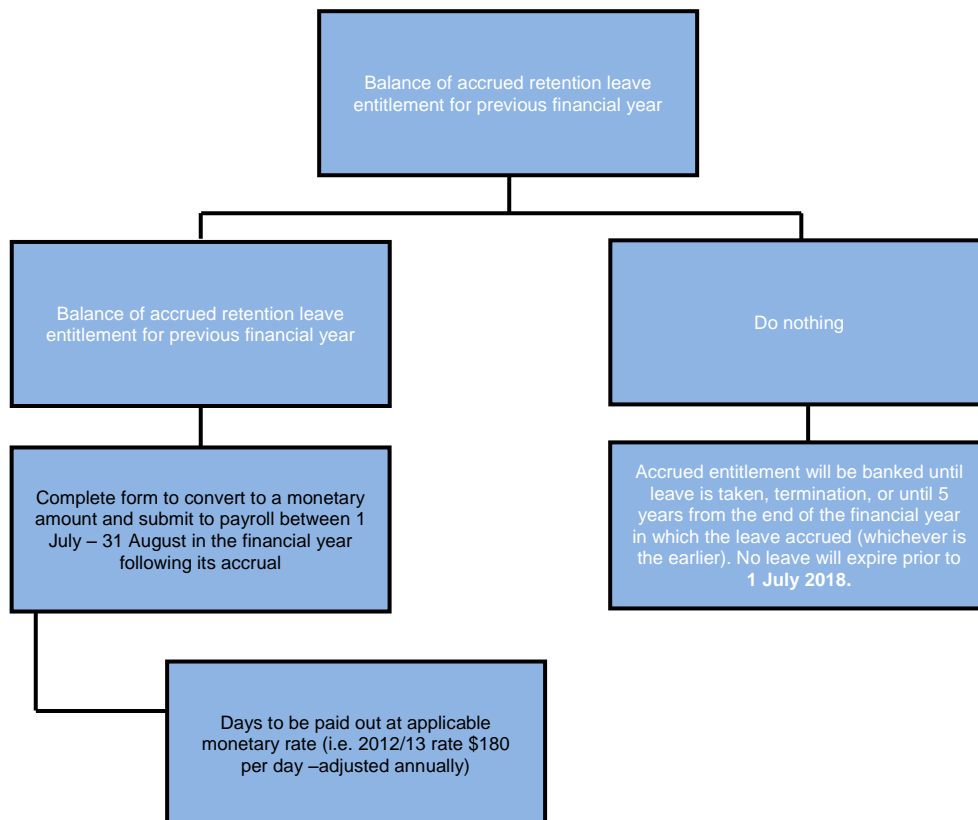 Balance of accrued retention leave
entitlement for previous financial year
Balance of accrued retention leave
entitlement for previous financial year
Do nothing
Complete form to convert to a monetary
amount and submit to payroll between 1
July – 31 August in the financial year
following its accrual
Accrued entitlement will be banked until
leave is taken, termination, or until 5
years from the end of the financial year
in which the leave accrued (whichever is
the earlier). No leave will expire prior to
1 July 2018.
Days to be paid out at applicable
monetary rate (i.e. 2012/13 rate $180
per day –adjusted annually)